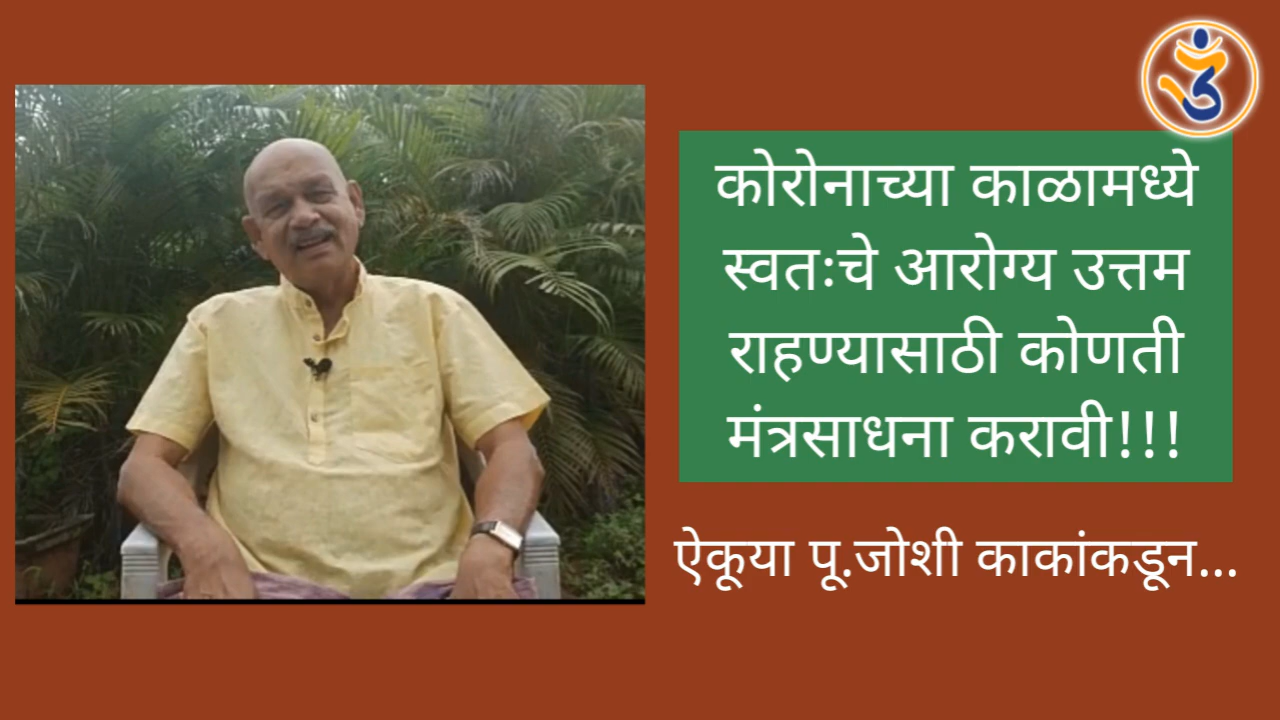 कोरोनाच्या काळामध्ये
स्वतःचे आरोग्य उत्तम
राहण्यासाठी कोणती
मंत्रसाधना करावी!!!
ऐकूया पू.जोशी काकांकडून...